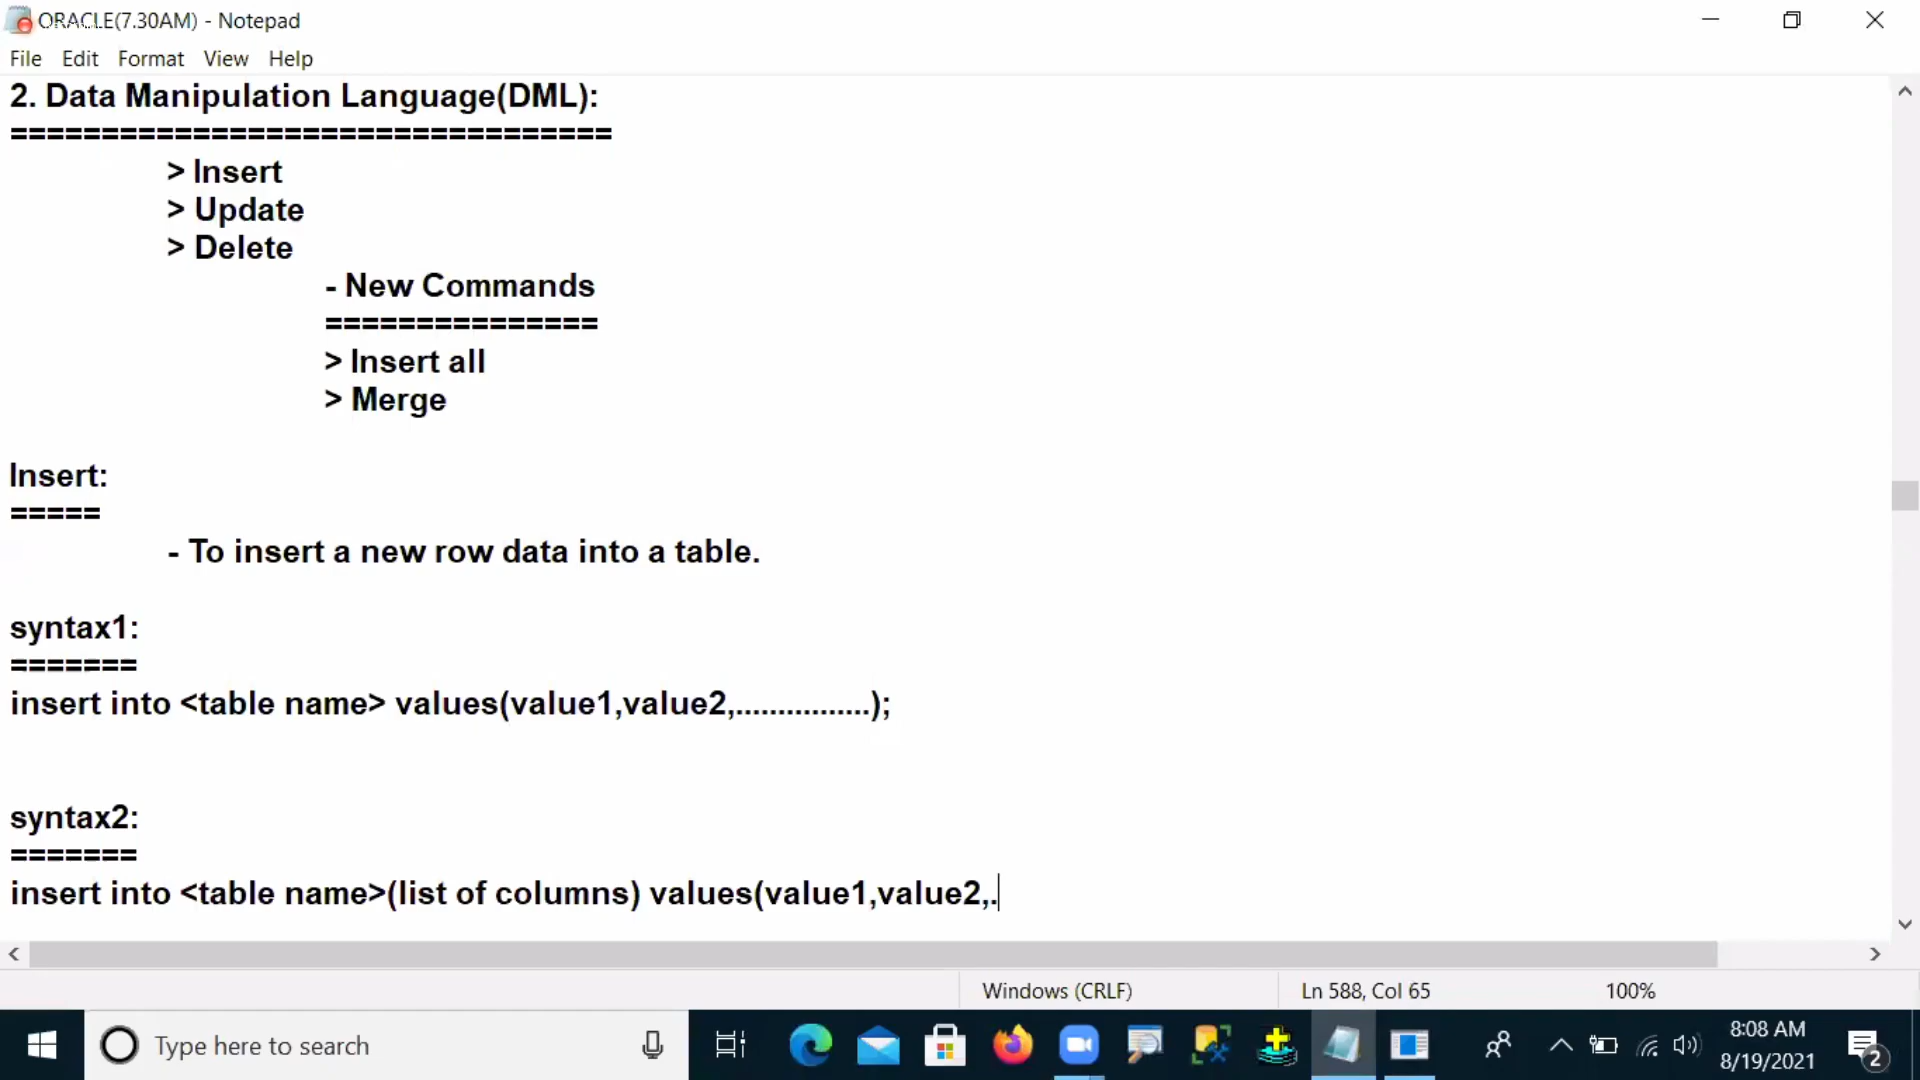 ORACLE(7.30AM) - Notepad
File Edit Format View Help
2. Data Manipulation Language(DML):
=================================
> Insert
> Update
> Delete
- New Commands
===============
> Insert all
> Merge
Insert:
=====
- To insert a new row data into a table.
syntax1:
=======
insert into <table name> values(value1,value2,................);
syntax2:
=======
insert into <table name>(list of columns) values(value1,value2,.
Windows (CRLF) Ln 588, Col 65 100%
Type here to search
8:08 AM
8/19/2021
2